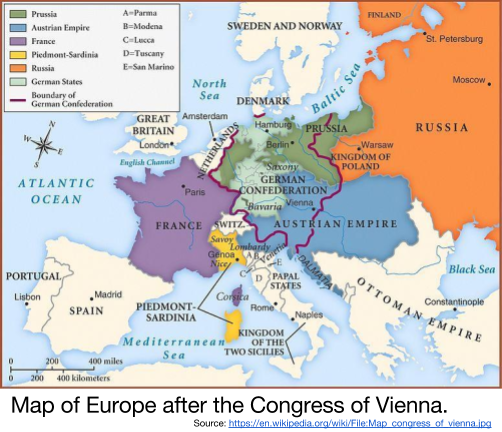 Prussia
Austrian Empire
France
Piedmont-Sardinia
Russia
German States
Boundary of
German Confederation
A=Parma
B=Modena
C=Lucca
D=Tuscany
E=San Marino
SWEDEN AND NORWAY
FINLAND
St. Petersburg
Moscow
RUSSIA
North
Sea
Baltic Sea
DENMARK
GREAT
BRITAIN
London
Amsterdam
NETHERLANDS
Hamburg
Berlin
PRUSSIA
Warsaw
KINGDOM OF
POLAND
N
W
E
S
English Channel
ATLANTIC
OCEAN
Saxony
GERMAN
CONFEDERATION
Bavaria
Vienna
AUSTRIAN EMPIRE
Paris
FRANCE
SWITZ.
Savoy
Lombardy
Venetia
Genoa
Nice
A
B
C
D
E
DALMATIA
PAPAL
STATES
Corsica
Rome
Naples
PORTUGAL
Lisbon
Madrid
SPAIN
PIEDMONT-
SARDINIA
KINGDOM
OF THE
TWO SICILIES
Mediterranean
Sea
Black Sea
Constantinople
OTTOMAN EMPIRE
0 200 400 miles
0 200 400 kilometers
Map of Europe after the Congress of Vienna.
Source: https://en.wikipedia.org/wiki/File:Map_congress_of_vienna.jpg